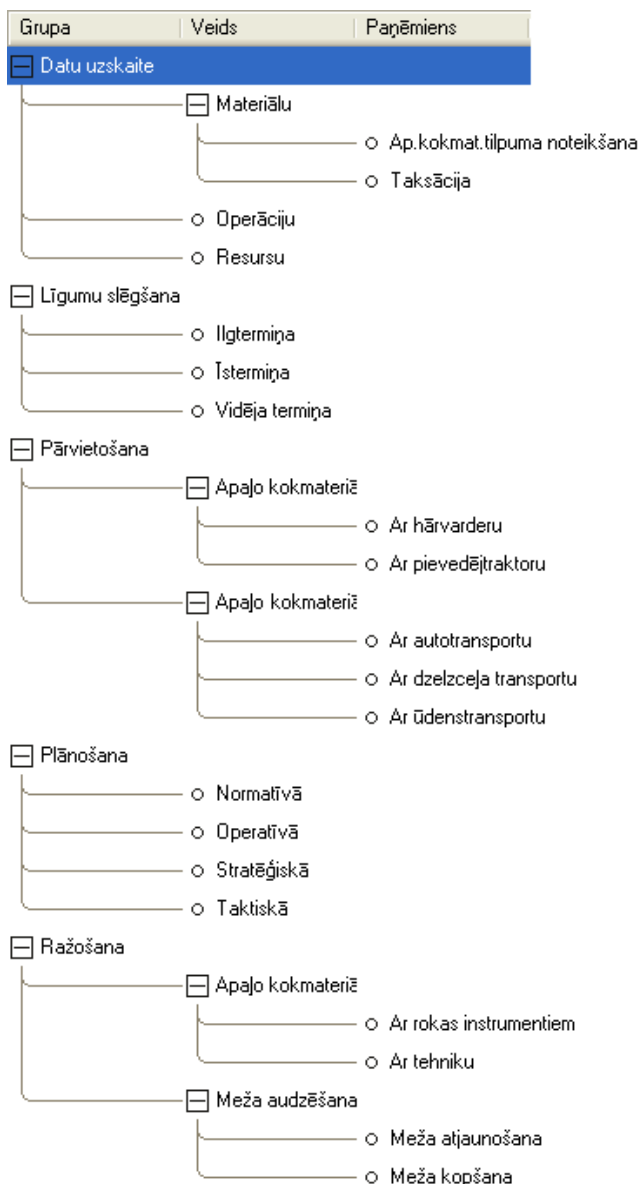 Grupa Veids Paņēmiens
Datu uzskaite
Materiālu
Ap.kokmat.tilpuma noteikšana
Taksācija
Operāciju
Resursu
Līgumu slēgšana
Ilgtermiņa
Īstermiņa
Vidēja termiņa
Pārvietošana
Apaļo kokmateriā
Ar hārvarderu
Ar pievedējtraktoru
Apaļo kokmateriā
Ar autotransportu
Ar dzelzceļa transportu
Ar ūdenstransportu
Plānošana
Normatīvā
Operatīvā
Stratēģiskā
Taktiskā
Ražošana
Apaļo kokmateriā
Ar rokas instrumentiem
Ar tehniku
Meža audzēšana
Meža atjaunošana
Meža kopšana